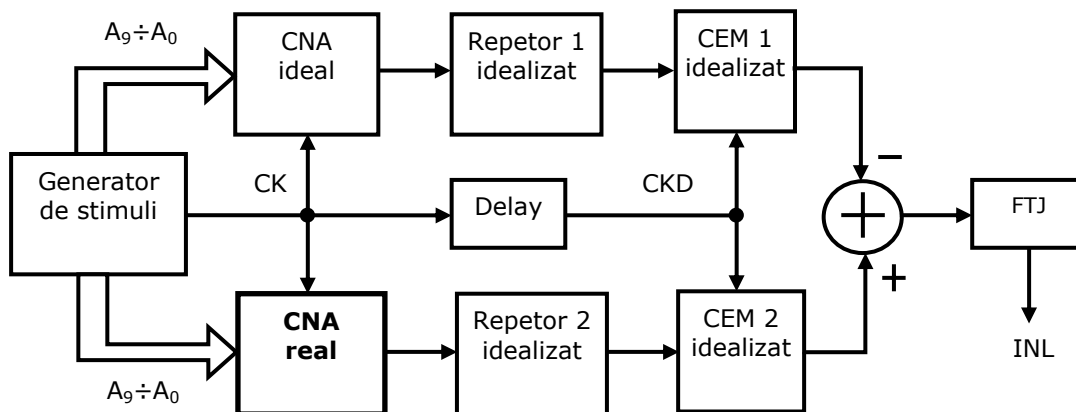 A₉÷A₀
CNA
ideal
Repetor 1
idealizat
CEM 1
idealizat
Generator
de stimuli
CK
Delay
CKD
−
+
FTJ
+
CNA
real
Repetor 2
idealizat
CEM 2
idealizat
INL
A₉÷A₀